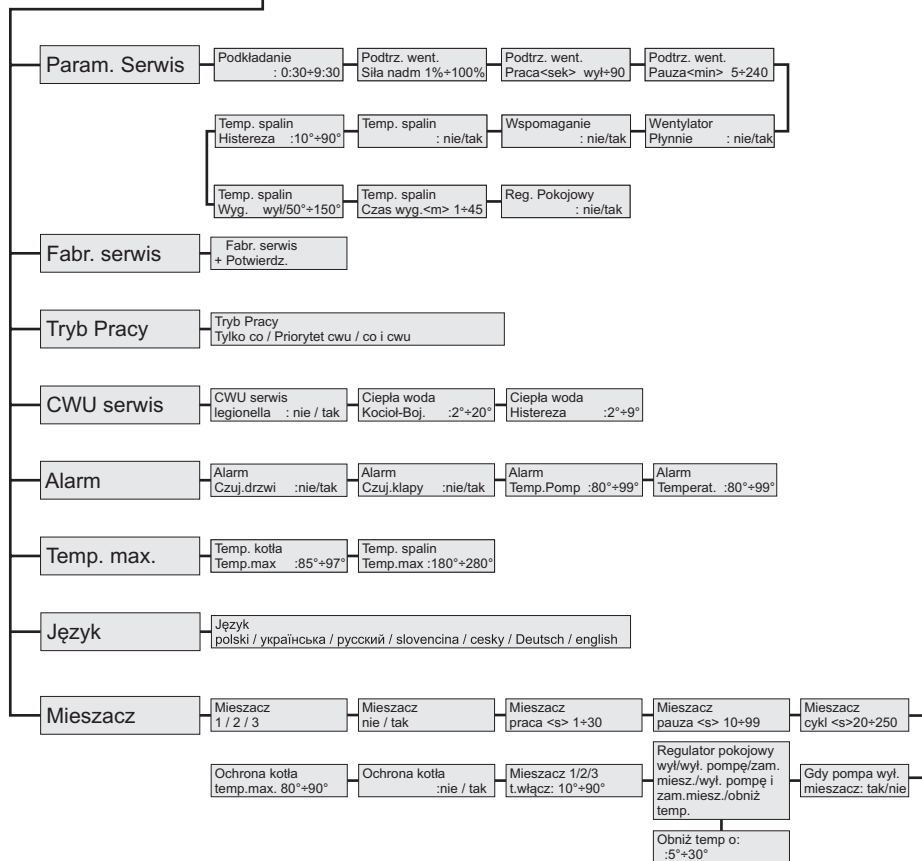 Param. Serwis
Podkładanie
: 0:30÷9:30
Podtrz. went.
Siła nadm 1%÷100%
Podtrz. went.
Praca<sek> wył÷90
Podtrz. went.
Pauza<min> 5÷240
Temp. spalin
Histereza :10°÷90°
Temp. spalin
: nie/tak
Wspomaganie
: nie/tak
Wentylator
Płynnie : nie/tak
Temp. spalin
Wyg. wył/50°÷150°
Temp. spalin
Czas wyg.<m> 1÷45
Reg. Pokojowy
: nie/tak
Fabr. serwis
Fabr. serwis
+ Potwierdz.
Tryb Pracy
Tryb Pracy
Tylko co / Priorytet cwu / co i cwu
CWU serwis
CWU serwis
legionella : nie / tak
Ciepła woda
Kocioł-Boj. :2°÷20°
Ciepła woda
Histereza :2°÷9°
Alarm
Alarm
Czuj.drzwi :nie/tak
Alarm
Czuj.klapy :nie/tak
Alarm
Temp.Pomp :80°÷99°
Alarm
Temperat. :80°÷99°
Temp. max.
Temp. kotła
Temp.max :85°÷97°
Temp. spalin
Temp.max :180°÷280°
Język
Język
polski / українська / русский / slovencina / cesky / Deutsch / english
Mieszacz
Mieszacz
1 / 2 / 3
Mieszacz
nie / tak
Mieszacz
praca <s> 1÷30
Mieszacz
pauza <s> 10÷99
Mieszacz
cykl <s>20÷250
Ochrona kotła
temp.max. 80°÷90°
Ochrona kotła
:nie / tak
Mieszacz 1/2/3
t.włącz: 10°÷90°
Regulator pokojowy
wył/wył. pompę/zam.
miesz./wył. pompę i
zam.miesz./obniż
temp.
Gdy pompa wył.
mieszacz: tak/nie
Obniż temp o:
:5°÷30°